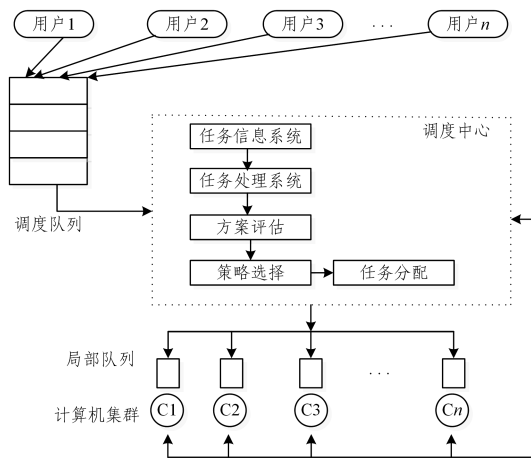 用户1 用户2 用户3 ··· 用户n
调度中心
任务信息系统
任务处理系统
调度队列
方案评估
策略选择 任务分配
局部队列 ···
计算机集群 C1 C2 C3 Cn